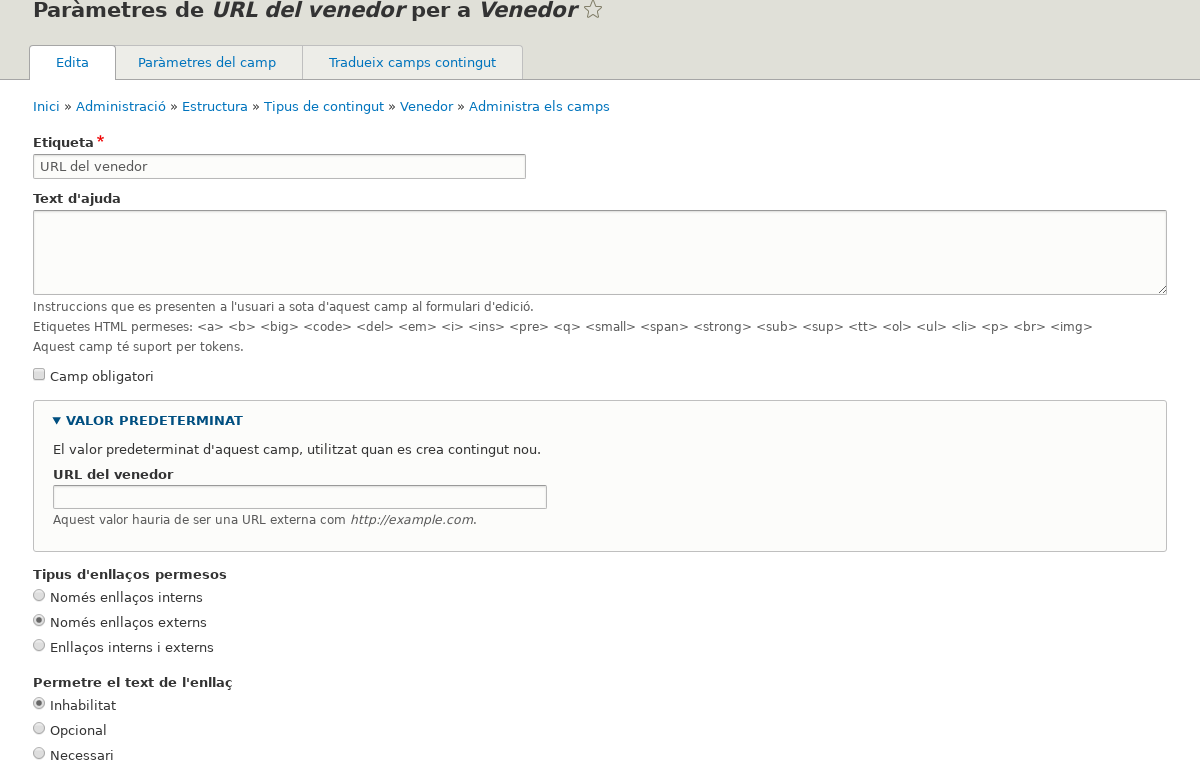 Paràmetres de URL del venedor per a Venedor
Edita Paràmetres del camp Tradueix camps contingut
Inici » Administració » Estructura » Tipus de contingut » Venedor » Administra els camps
Etiqueta*
URL del venedor
Text d'ajuda
Instruccions que es presenten a l'usuari a sota d'aquest camp al formulari d'edició.
Etiquetes HTML permeses: <a> <b> <big> <code> <del> <em> <i> <ins> <pre> <q> <small> <span> <strong> <sub> <sup> <tt> <ol> <ul> <li> <p> <br> <img>
Aquest camp té suport per tokens.
Camp obligatori
VALOR PREDETERMINAT
El valor predeterminat d'aquest camp, utilitzat quan es crea contingut nou.
URL del venedor
Aquest valor hauria de ser una URL externa com http://example.com.
Tipus d'enllaços permesos
Només enllaços interns
Només enllaços externs
Enllaços interns i externs
Permetre el text de l'enllaç
Inhabilitat
Opcional
Necessari